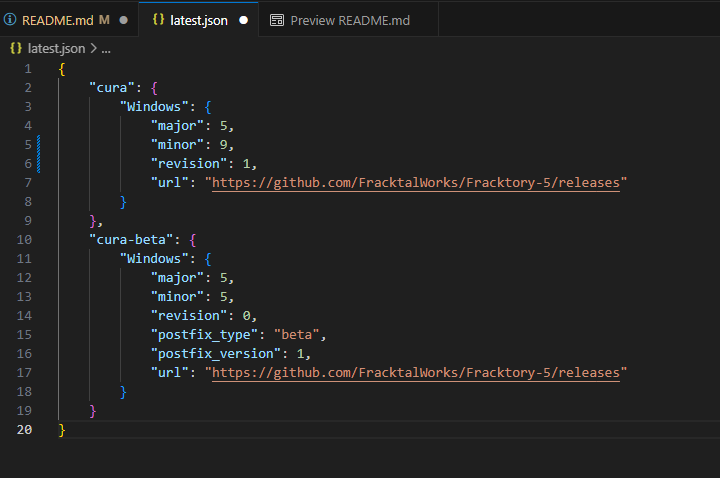 README.md M
latest.json
Preview README.md
{} latest.json > ...
1 {
2 "cura": {
3 "Windows": {
4 "major": 5,
5 "minor": 9,
6 "revision": 1,
7 "url": "https://github.com/FracktalWorks/Fracktory-5/releases"
8 }
9 },
10 "cura-beta": {
11 "Windows": {
12 "major": 5,
13 "minor": 5,
14 "revision": 0,
15 "postfix_type": "beta",
16 "postfix_version": 1,
17 "url": "https://github.com/FracktalWorks/Fracktory-5/releases"
18 }
19 }
20 }